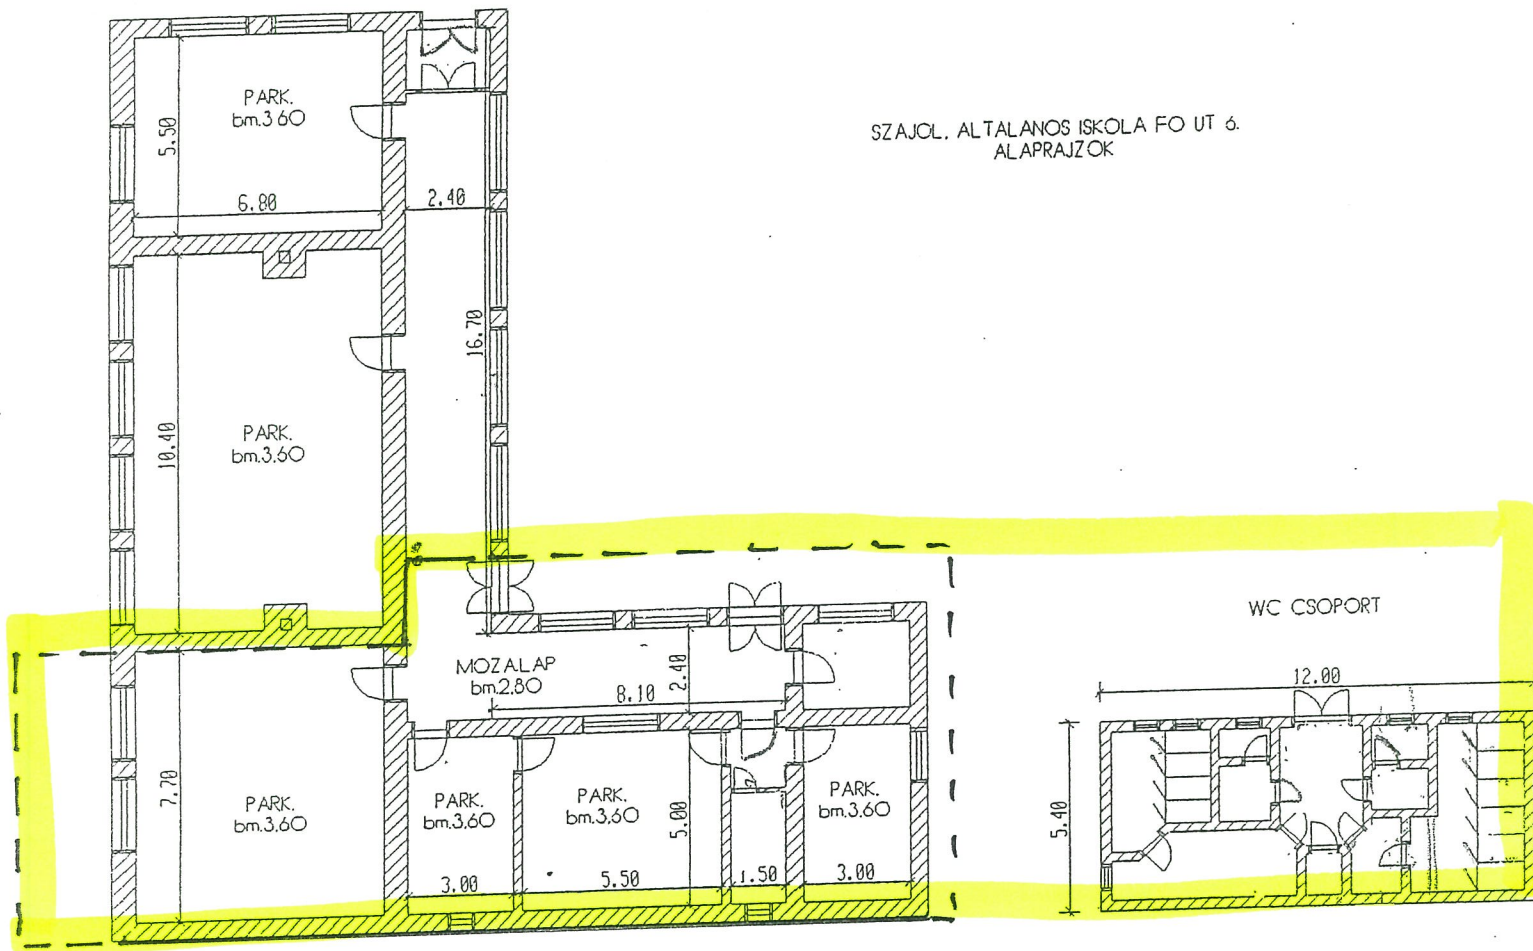 SZAJOL, ALTALANOS ISKOLA FO UT 6.
ALAPRAJZOK
PARK.
bm.3.60
5.50
6.80
2.40
16.70
PARK.
bm.3.60
10.40
WC CSOPORT
12.00
5.40
MOZALAP
bm.2.80
8.10
2.40
7.70
PARK.
bm.3.60
PARK.
bm.3.60
PARK.
bm.3.60
5.00
PARK.
bm.3.60
3.00
5.50
1.50
3.00